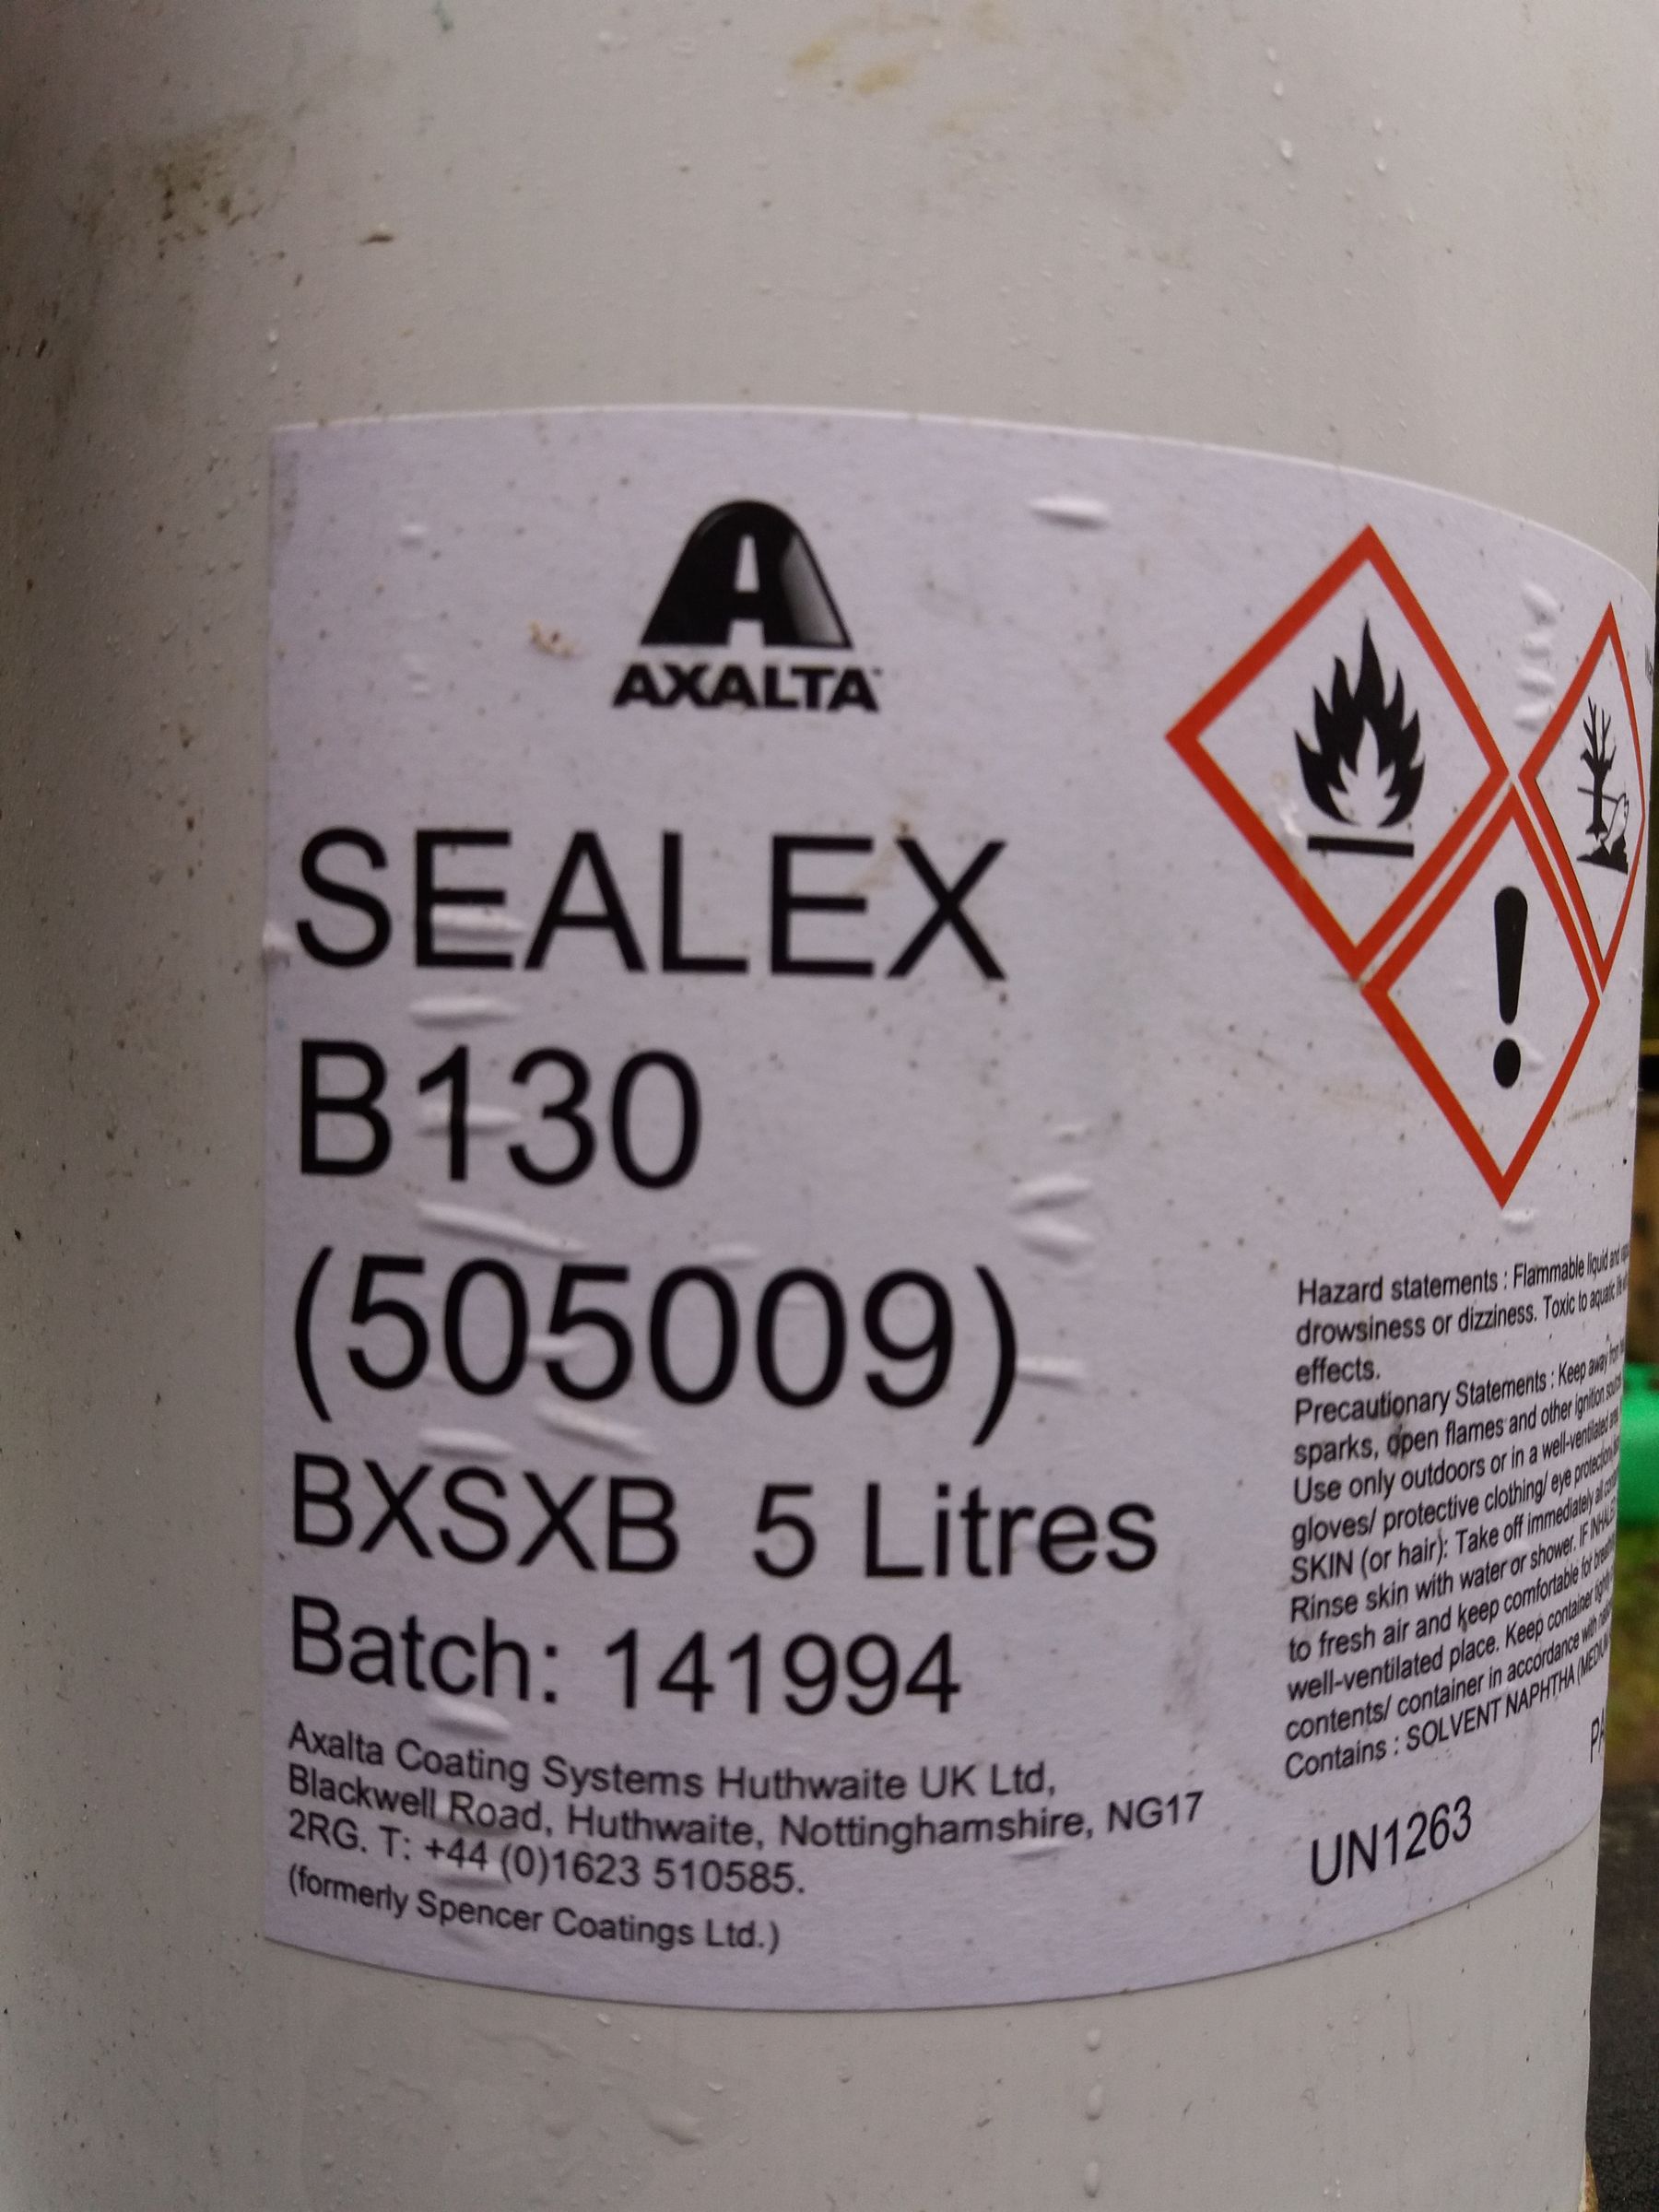 AXALTA
SEALEX
B130
(505009)
BXSXB 5 Litres
Batch: 141994
Axalta Coating Systems Huthwaite UK Ltd,
Blackwell Road, Huthwaite, Nottinghamshire, NG17
2RG. T: +44 (0)1623 510585.
(formerly Spencer Coatings Ltd.)
Hazard statements : Flammable liquid and
drowsiness or dizziness. Toxic to aquatic life
effects.
Precautionary Statements : Keep away from
sparks, open flames and other ignition
Use only outdoors or in a well-ventilated
gloves/ protective clothing/ eye protection/
SKIN (or hair): Take off immediately all
Rinse skin with water or shower. IF INHALED
to fresh air and keep comfortable for
well-ventilated place. Keep container
contents/ container in accordance with
Contains : SOLVENT NAPHTHA
UN1263